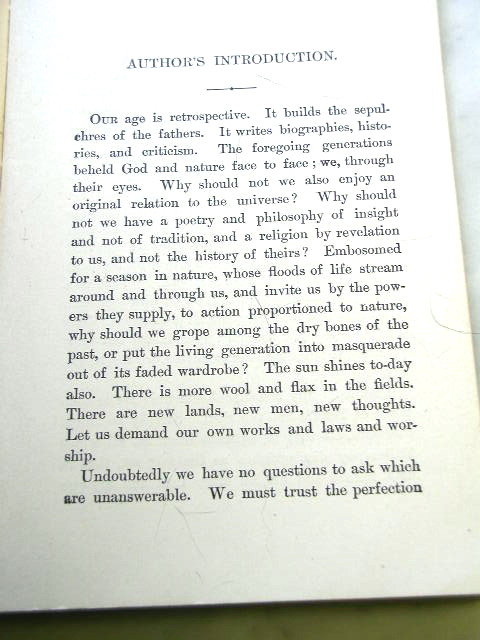 AUTHOR'S INTRODUCTION.
OUR age is retrospective. It builds the sepul-
chres of the fathers. It writes biographies, histo-
ries, and criticism. The foregoing generations
beheld God and nature face to face; we, through
their eyes. Why should not we also enjoy an
original relation to the universe? Why should
not we have a poetry and philosophy of insight
and not of tradition, and a religion by revelation
to us, and not the history of theirs? Embosomed
for a season in nature, whose floods of life stream
around and through us, and invite us by the pow-
ers they supply, to action proportioned to nature,
why should we grope among the dry bones of the
past, or put the living generation into masquerade
out of its faded wardrobe? The sun shines to-day
also. There is more wool and flax in the fields.
There are new lands, new men, new thoughts.
Let us demand our own works and laws and wor-
ship.
Undoubtedly we have no questions to ask which
are unanswerable. We must trust the perfection